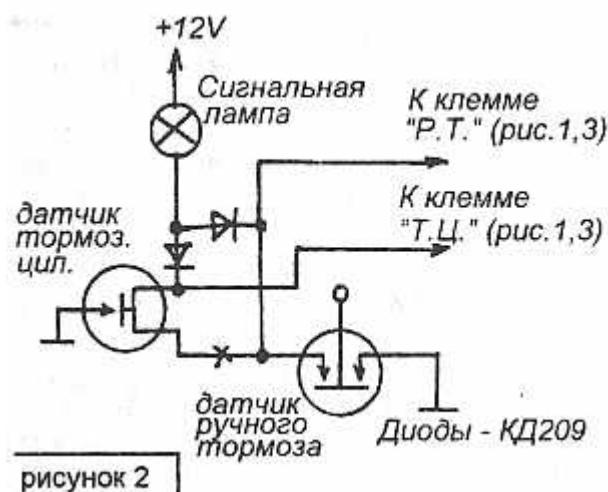 +12V
Сигнальная
лампа
К клемме
"Р.Т." (рис.1,3)
К клемме
"Т.Ц." (рис.1,3)
датчик
тормоз.
цил.
датчик
ручного
тормоза
Диоды - КД209
рисунок 2